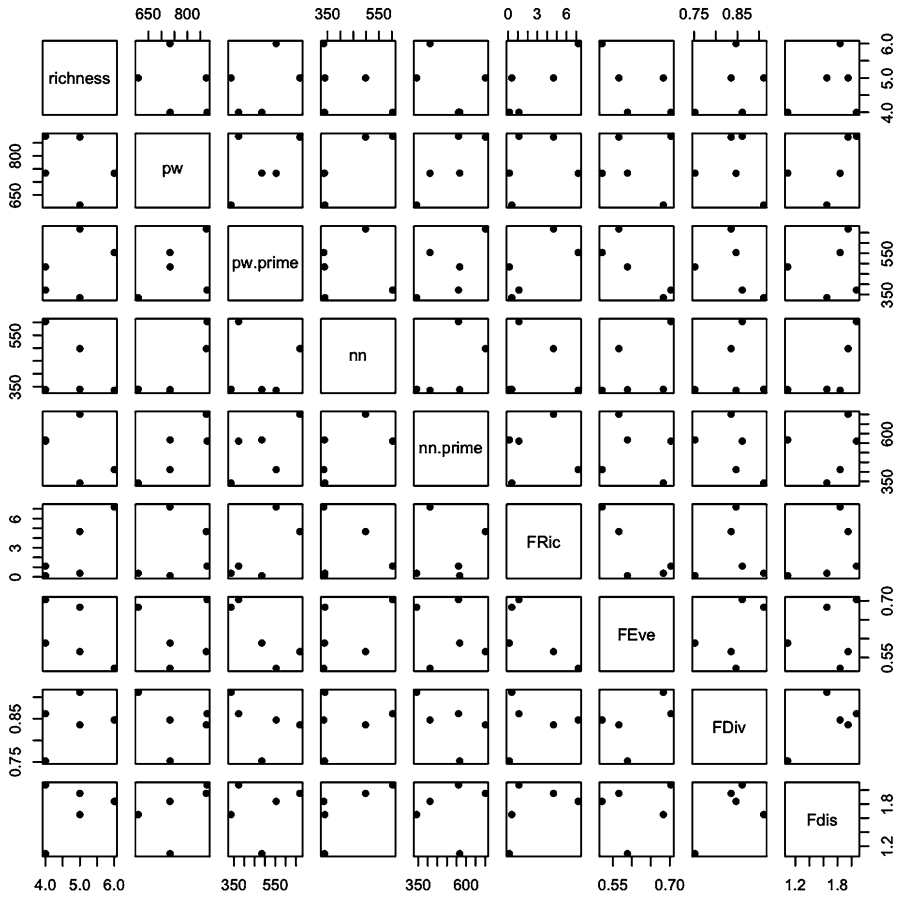 650 800 350 550 0 3 6 0.75 0.85
richness 4.0 5.0 6.0
650 800 pw
pw.prime 350 550
350 550 nn
nn.prime 350 600
0 3 6 FRic
FEve 0.55 0.70
0.75 0.85 FDiv
Fdis 1.2 1.8
4.0 5.0 6.0 350 550 350 600 0.55 0.70 1.2 1.8